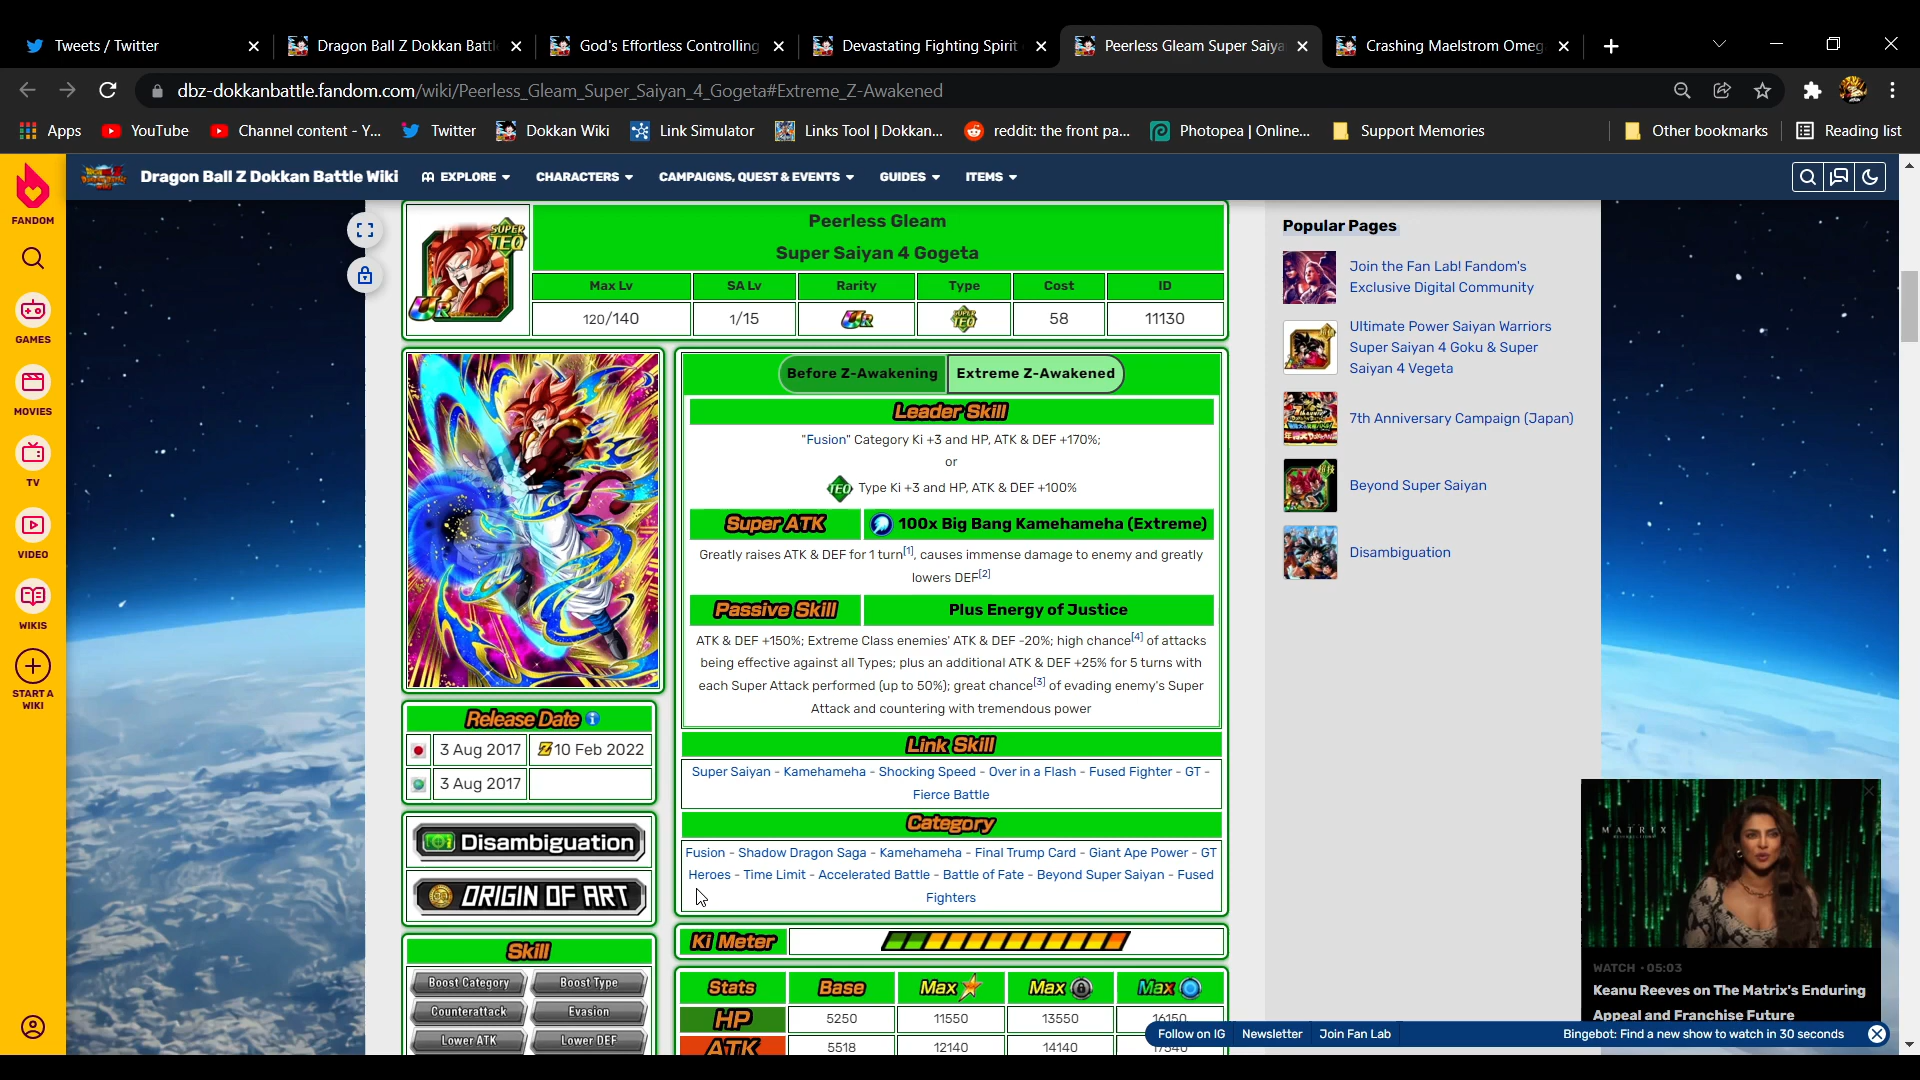 Tweets / Twitter
Dragon Ball Z Dokkan Battl
God's Effortless Controlling
Devastating Fighting Spirit
Peerless Gleam Super Saiya
Crashing Maelstrom Omeg
dbz-dokkanbattle.fandom.com/wiki/Peerless_Gleam_Super_Saiyan_4_Gogeta#Extreme_Z-Awakened
Apps
YouTube
Channel content - Y...
Twitter
Dokkan Wiki
Link Simulator
Links Tool | Dokkan...
reddit: the front pa...
Photopea | Online...
Support Memories
Other bookmarks
Reading list
FANDOM
GAMES
MOVIES
TV
VIDEO
WIKIS
START A
WIKI
Dragon Ball Z Dokkan Battle Wiki
EXPLORE
CHARACTERS
CAMPAIGNS, QUEST & EVENTS
GUIDES
ITEMS
SUPER
TEQ
UR
Peerless Gleam
Super Saiyan 4 Gogeta
Max Lv
SA Lv
Rarity
Type
Cost
ID
120/140
1/15
UR
SUPER
TEQ
58
11130
Before Z-Awakening
Extreme Z-Awakened
Leader Skill
"Fusion" Category Ki +3 and HP, ATK & DEF +170%;
or
TEQ Type Ki +3 and HP, ATK & DEF +100%
Super ATK
100x Big Bang Kamehameha (Extreme)
Greatly raises ATK & DEF for 1 turn[1], causes immense damage to enemy and greatly
lowers DEF[2]
Passive Skill
Plus Energy of Justice
ATK & DEF +150%; Extreme Class enemies' ATK & DEF -20%; high chance[4] of attacks
being effective against all Types; plus an additional ATK & DEF +25% for 5 turns with
each Super Attack performed (up to 50%); great chance[3] of evading enemy's Super
Attack and countering with tremendous power
Link Skill
Super Saiyan - Kamehameha - Shocking Speed - Over in a Flash - Fused Fighter - GT -
Fierce Battle
Category
Fusion - Shadow Dragon Saga - Kamehameha - Final Trump Card - Giant Ape Power - GT
Heroes - Time Limit - Accelerated Battle - Battle of Fate - Beyond Super Saiyan - Fused
Fighters
Ki Meter
Stats
Base
Max
Max
Max
HP
5250
11550
13550
16150
ATK
5518
12140
14140
Release Date
3 Aug 2017
Z 10 Feb 2022
3 Aug 2017
Disambiguation
ORIGIN OF ART
Skill
Boost Category
Boost Type
Counterattack
Evasion
Lower ATK
Lower DEF
Popular Pages
Join the Fan Lab! Fandom's
Exclusive Digital Community
Ultimate Power Saiyan Warriors
Super Saiyan 4 Goku & Super
Saiyan 4 Vegeta
7th Anniversary Campaign (Japan)
Beyond Super Saiyan
Disambiguation
MATRIX
WATCH • 05:03
Keanu Reeves on The Matrix's Enduring
Appeal and Franchise Future
Follow on IG
Newsletter
Join Fan Lab
Bingebot: Find a new show to watch in 30 seconds